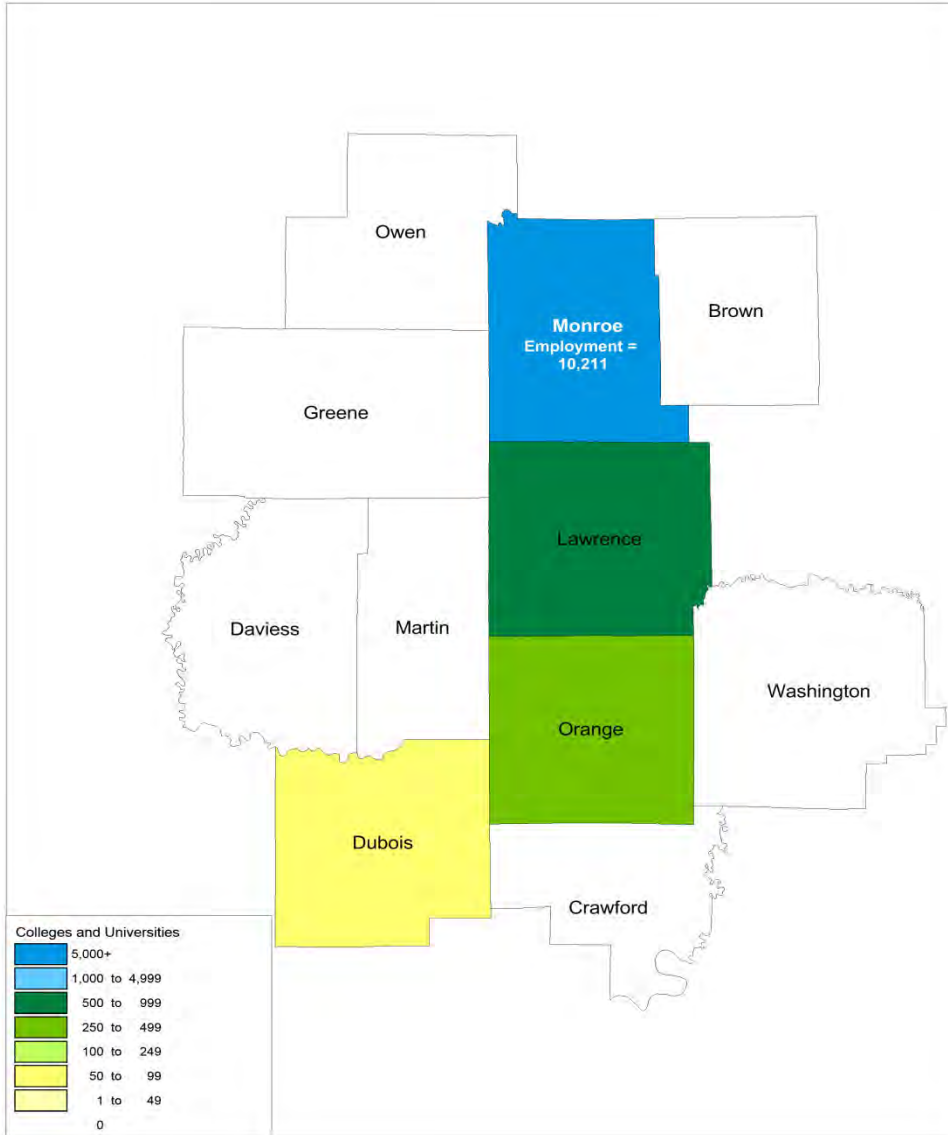 Owen
Monroe
Employment =
10,211
Brown
Greene
Lawrence
Daviess
Martin
Washington
Orange
Dubois
Crawford
Colleges and Universities
5,000+
1,000 to 4,999
500 to 999
250 to 499
100 to 249
50 to 99
1 to 49
0